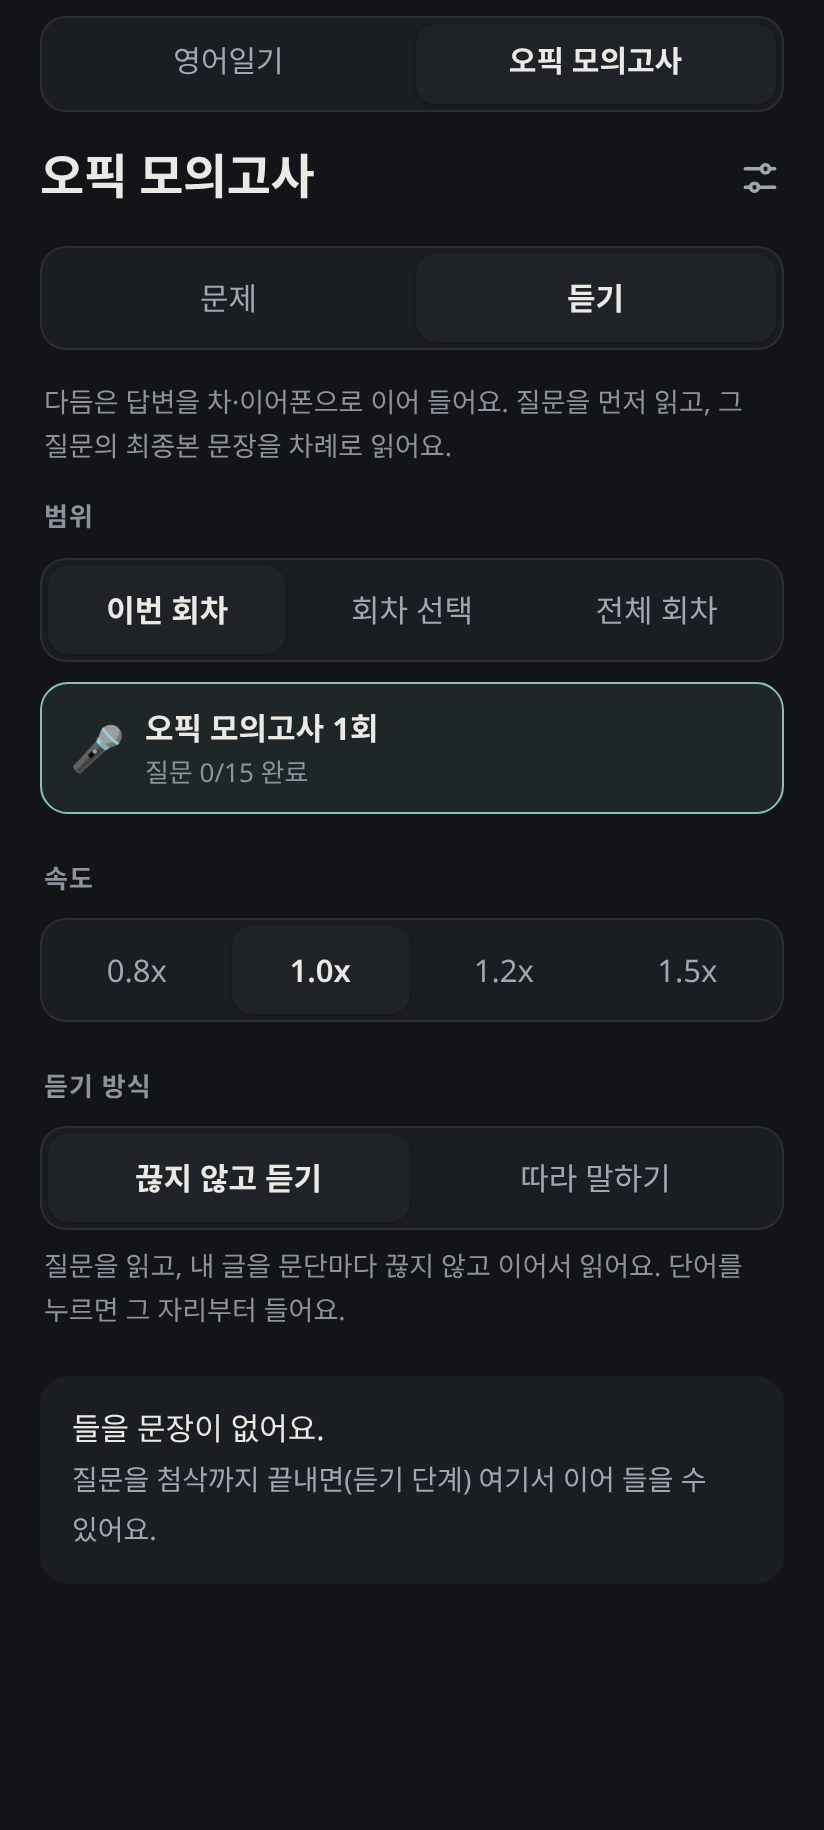 영어일기
오픽 모의고사
오픽 모의고사
문제
듣기
다듬은 답변을 차·이어폰으로 이어 들어요. 질문을 먼저 읽고, 그
질문의 최종본 문장을 차례로 읽어요.
범위
이번 회차
회차 선택
전체 회차
오픽 모의고사 1회
질문 0/15 완료
속도
0.8x
1.0x
1.2x
1.5x
듣기 방식
끊지 않고 듣기
따라 말하기
질문을 읽고, 내 글을 문단마다 끊지 않고 이어서 읽어요. 단어를
누르면 그 자리부터 들어요.
들을 문장이 없어요.
질문을 첨삭까지 끝내면(듣기 단계) 여기서 이어 들을 수
있어요.